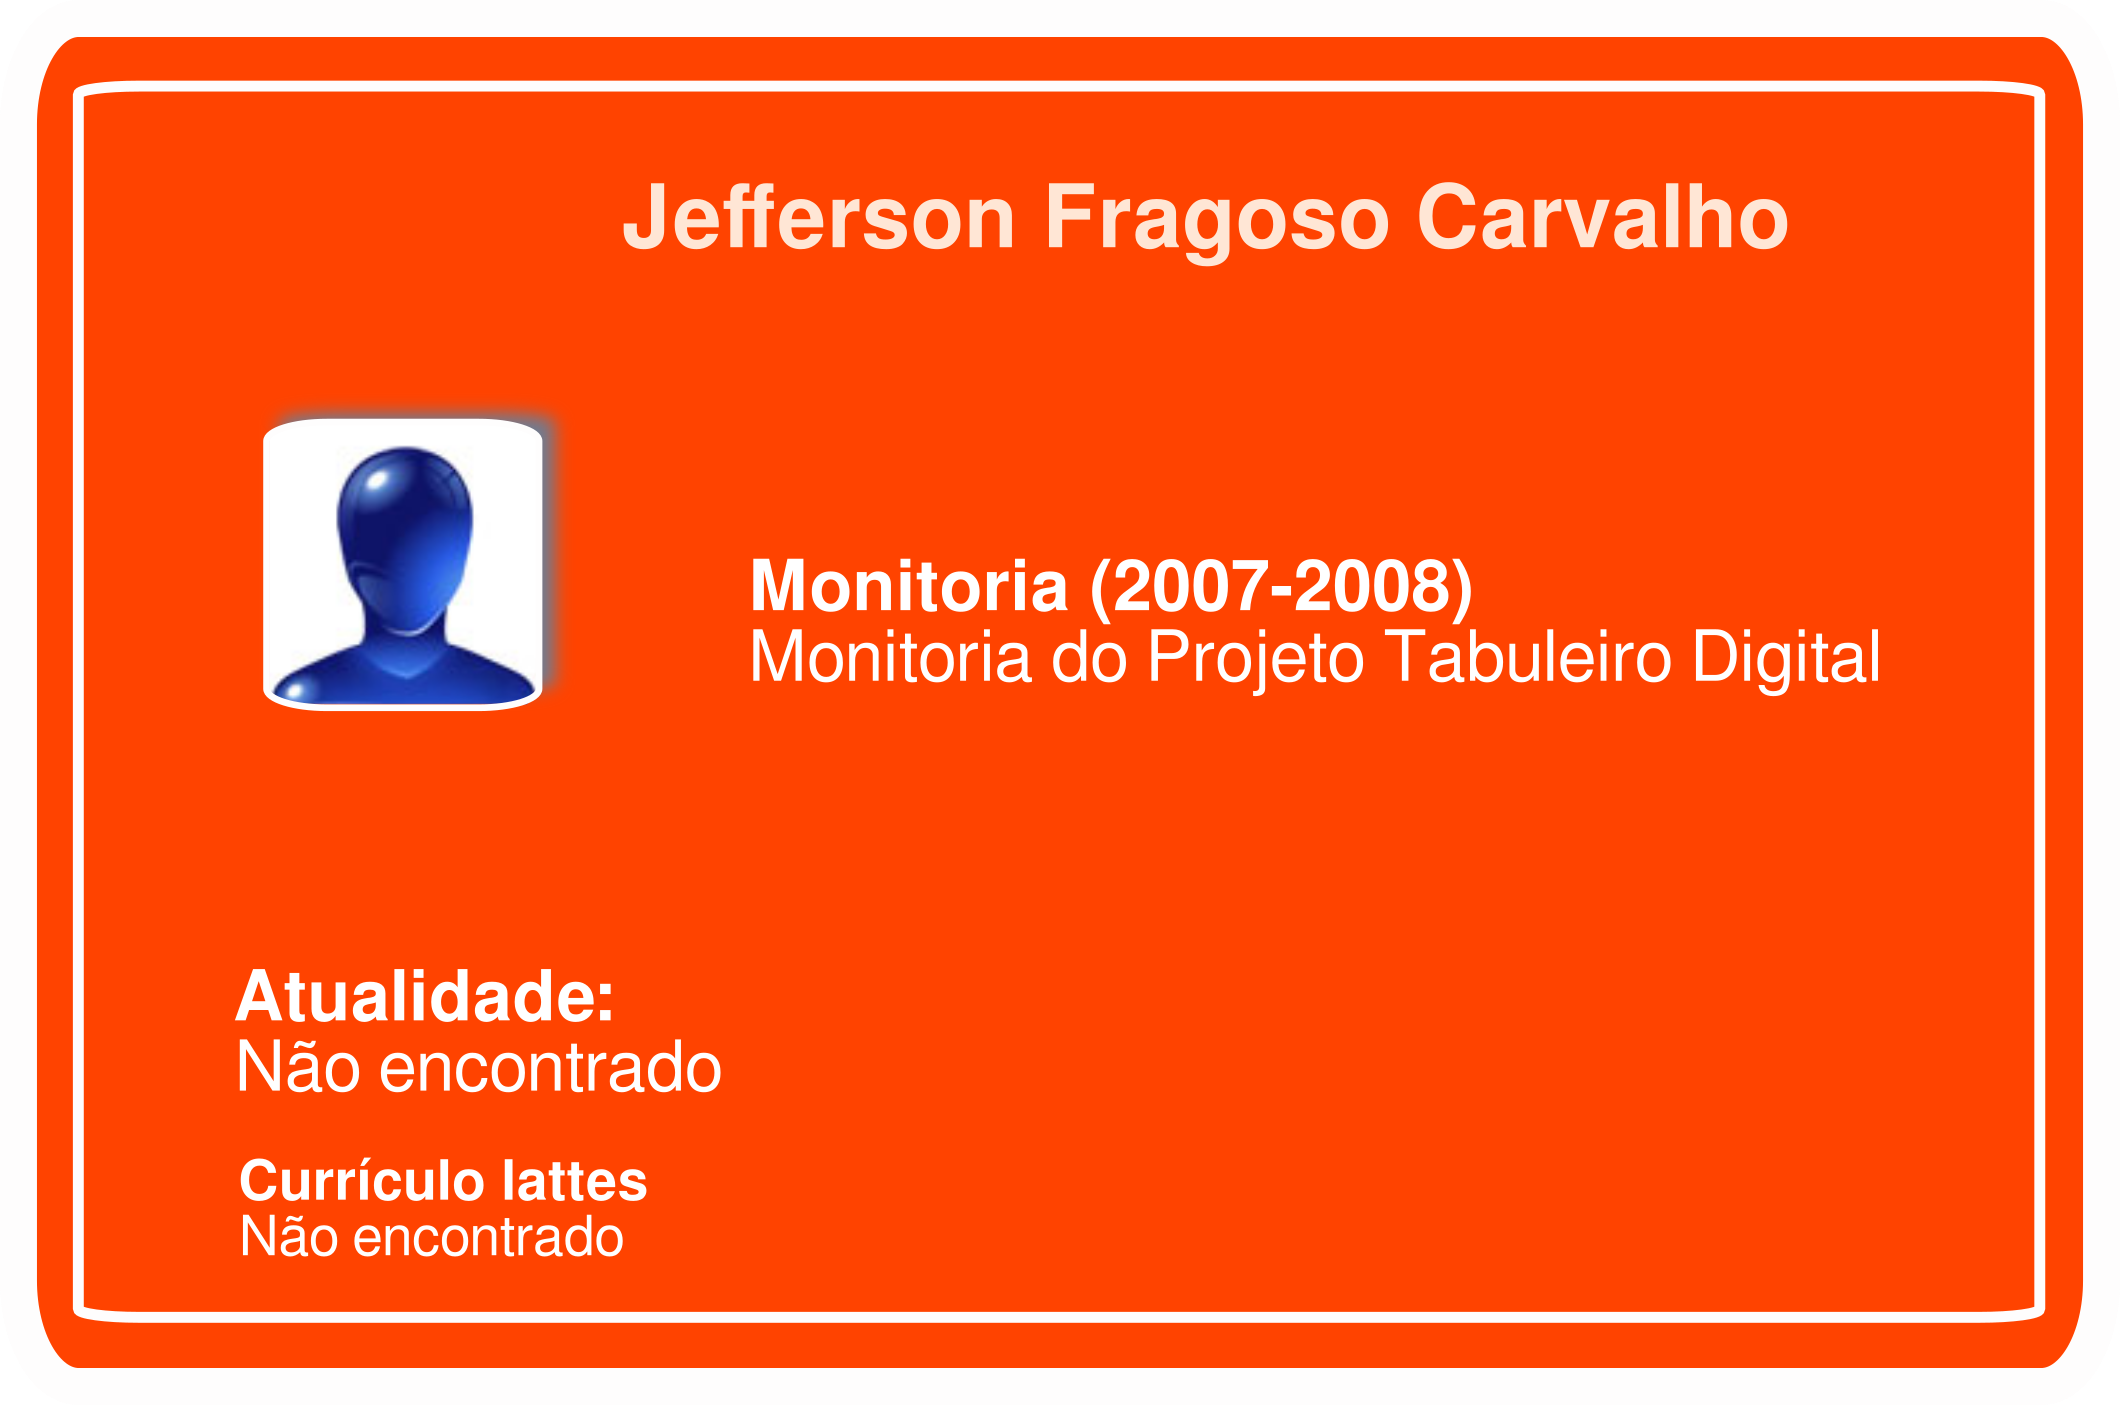 Jefferson Fragoso Carvalho
Monitoria (2007-2008)
Monitoria do Projeto Tabuleiro Digital
Atualidade:
Não encontrado
Currículo lattes
Não encontrado